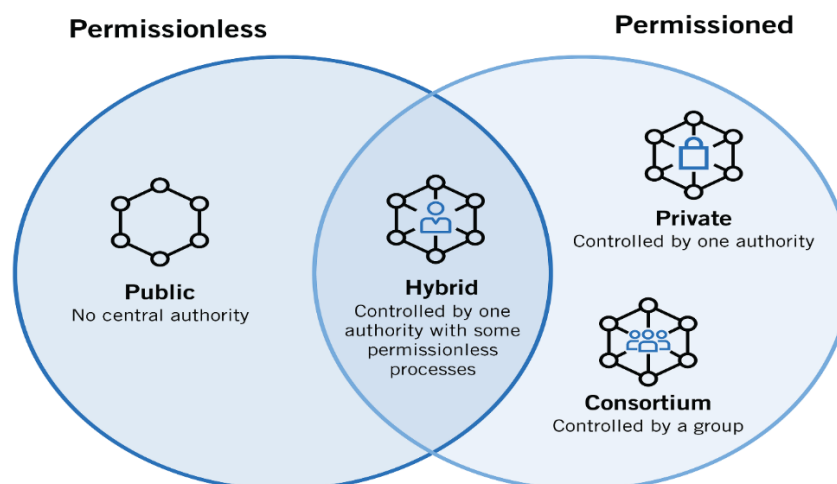 Permissionless
Permissioned
Public
No central authority
Hybrid
Controlled by one
authority with some
permissionless
processes
Private
Controlled by one authority
Consortium
Controlled by a group